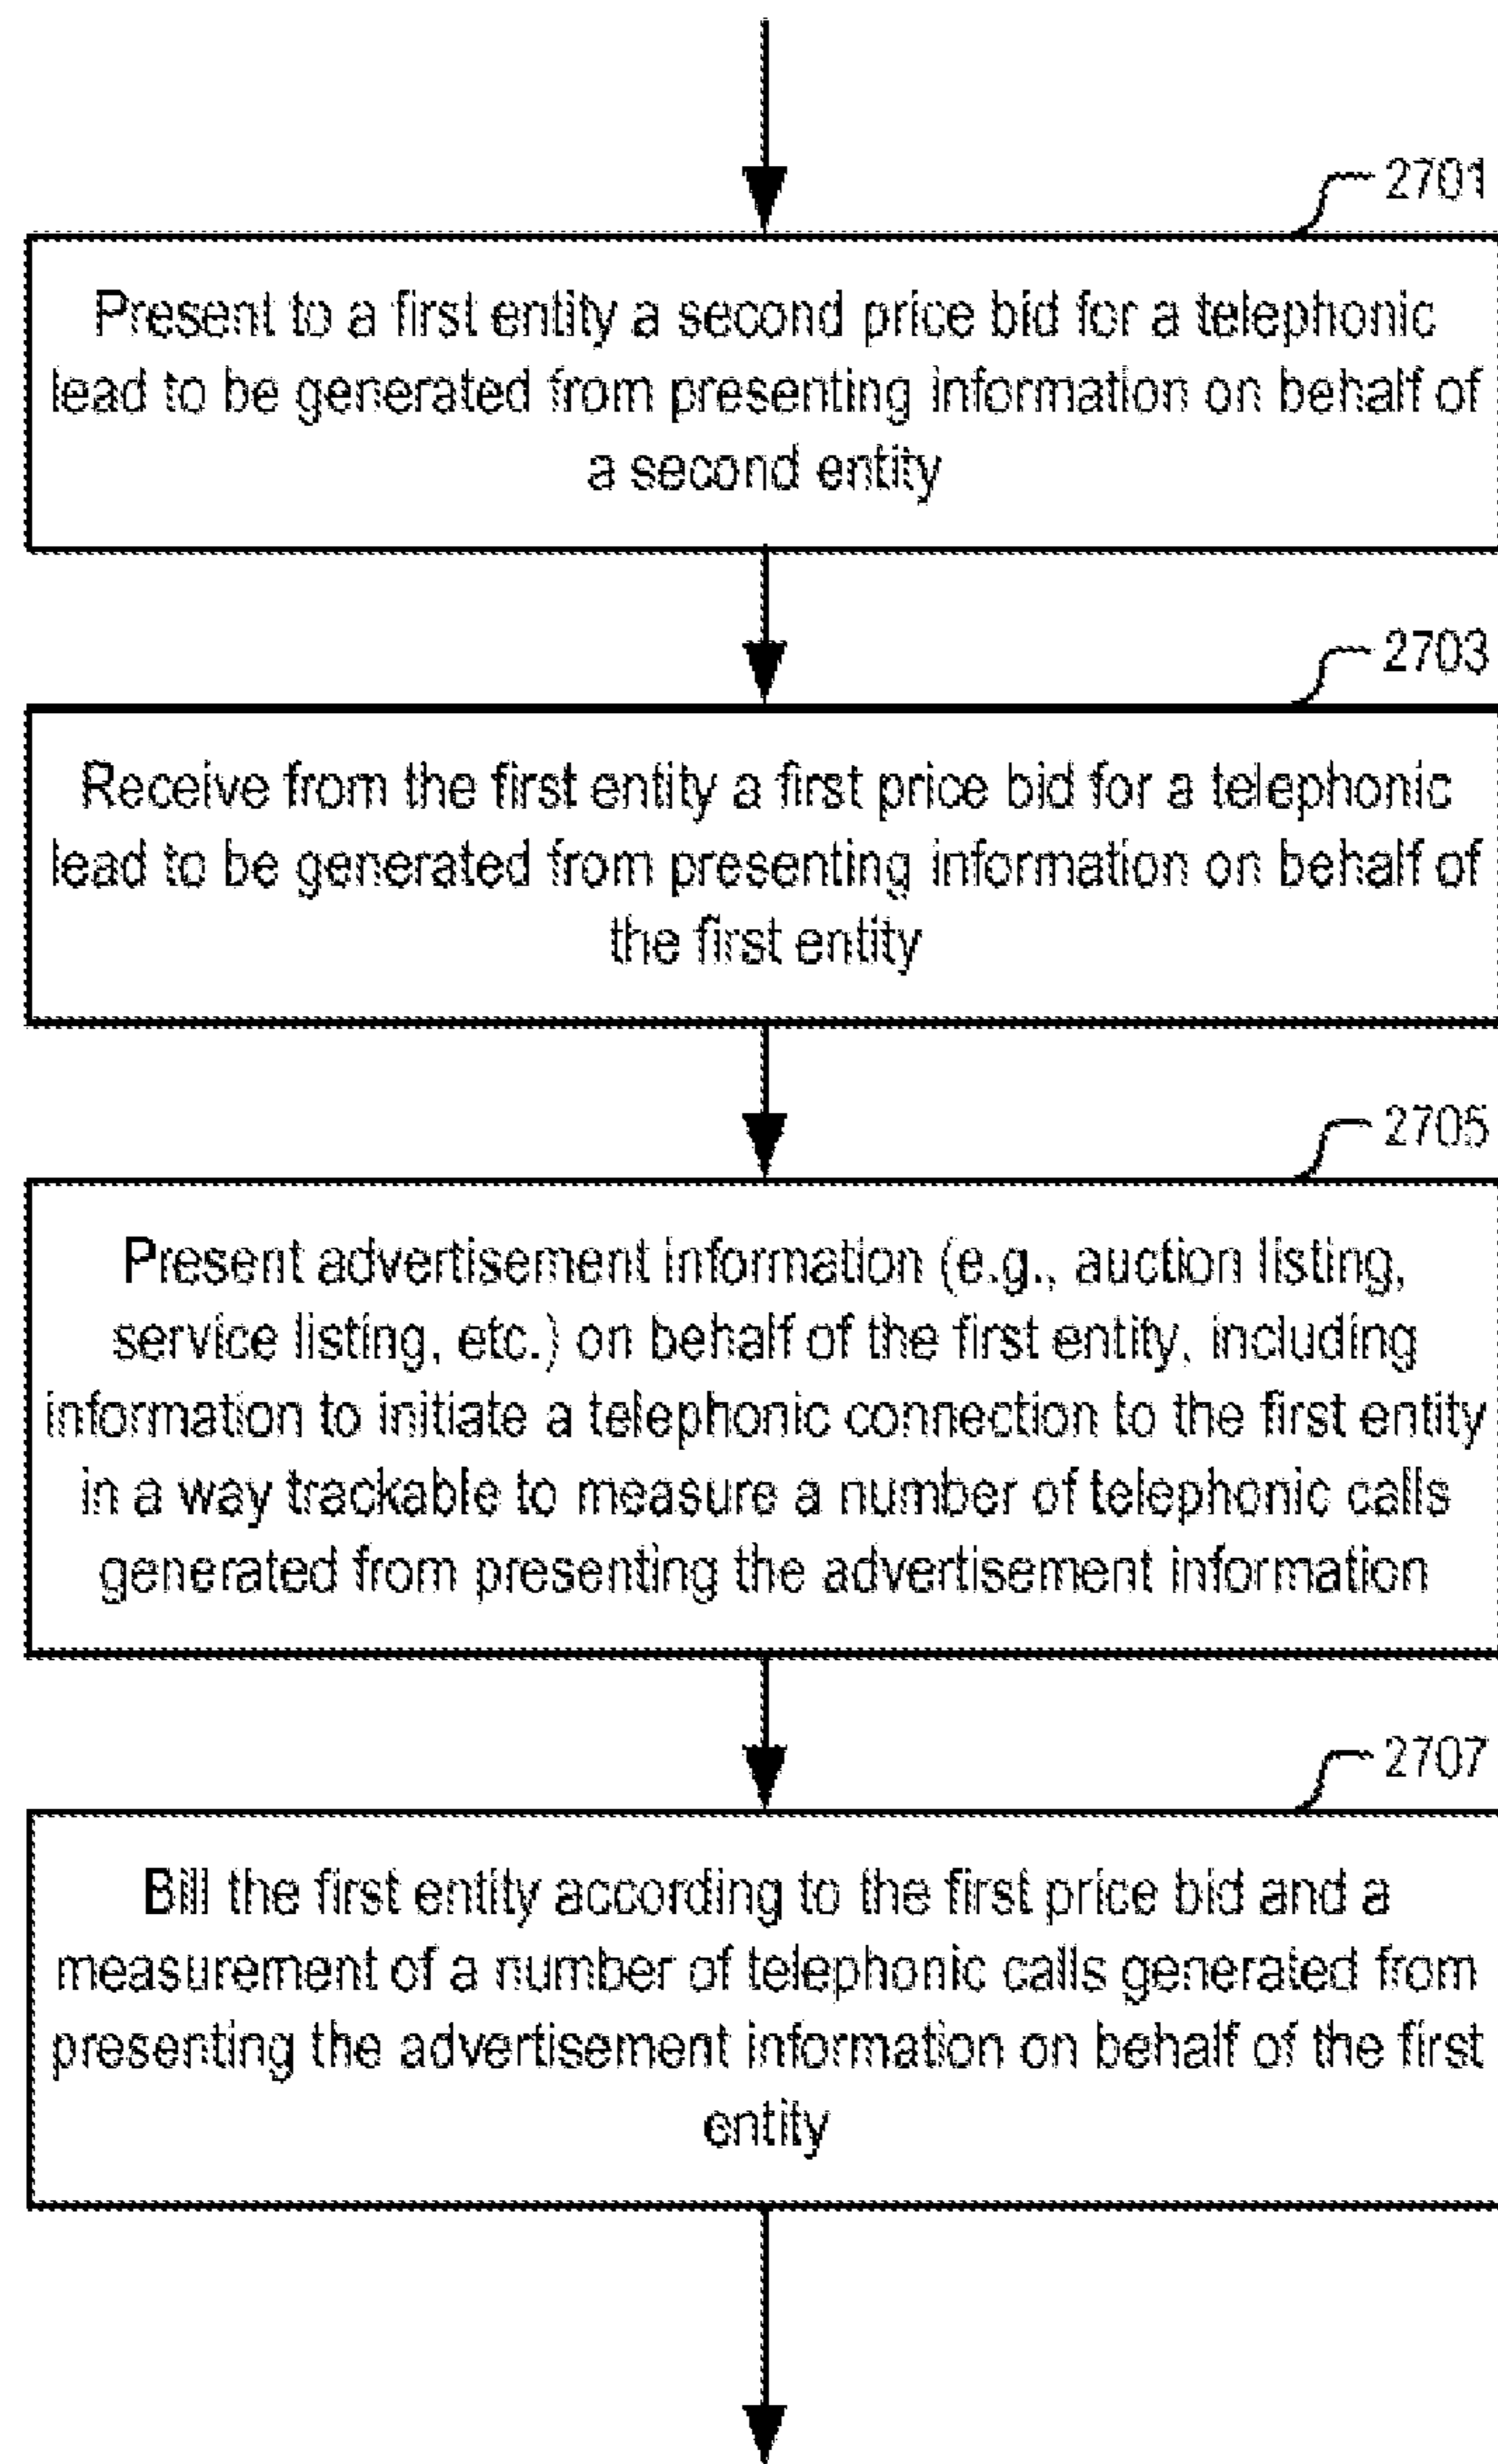 2701
Present to a first entity a second price bid for a telephonic
lead to be generated from presenting information on behalf of
a second entity
2703
Receive from the first entity a first price bid for a telephonic
lead to be generated from presenting information on behalf of
the first entity
2705
Present advertisement information (e.g., auction listing,
service listing, etc.) on behalf of the first entity, including
information to initiate a telephonic connection to the first entity
in a way trackable to measure a number of telephonic calls
generated from presenting the advertisement information
2707
Bill the first entity according to the first price bid and a
measurement of a number of telephonic calls generated from
presenting the advertisement information on behalf of the first
entity